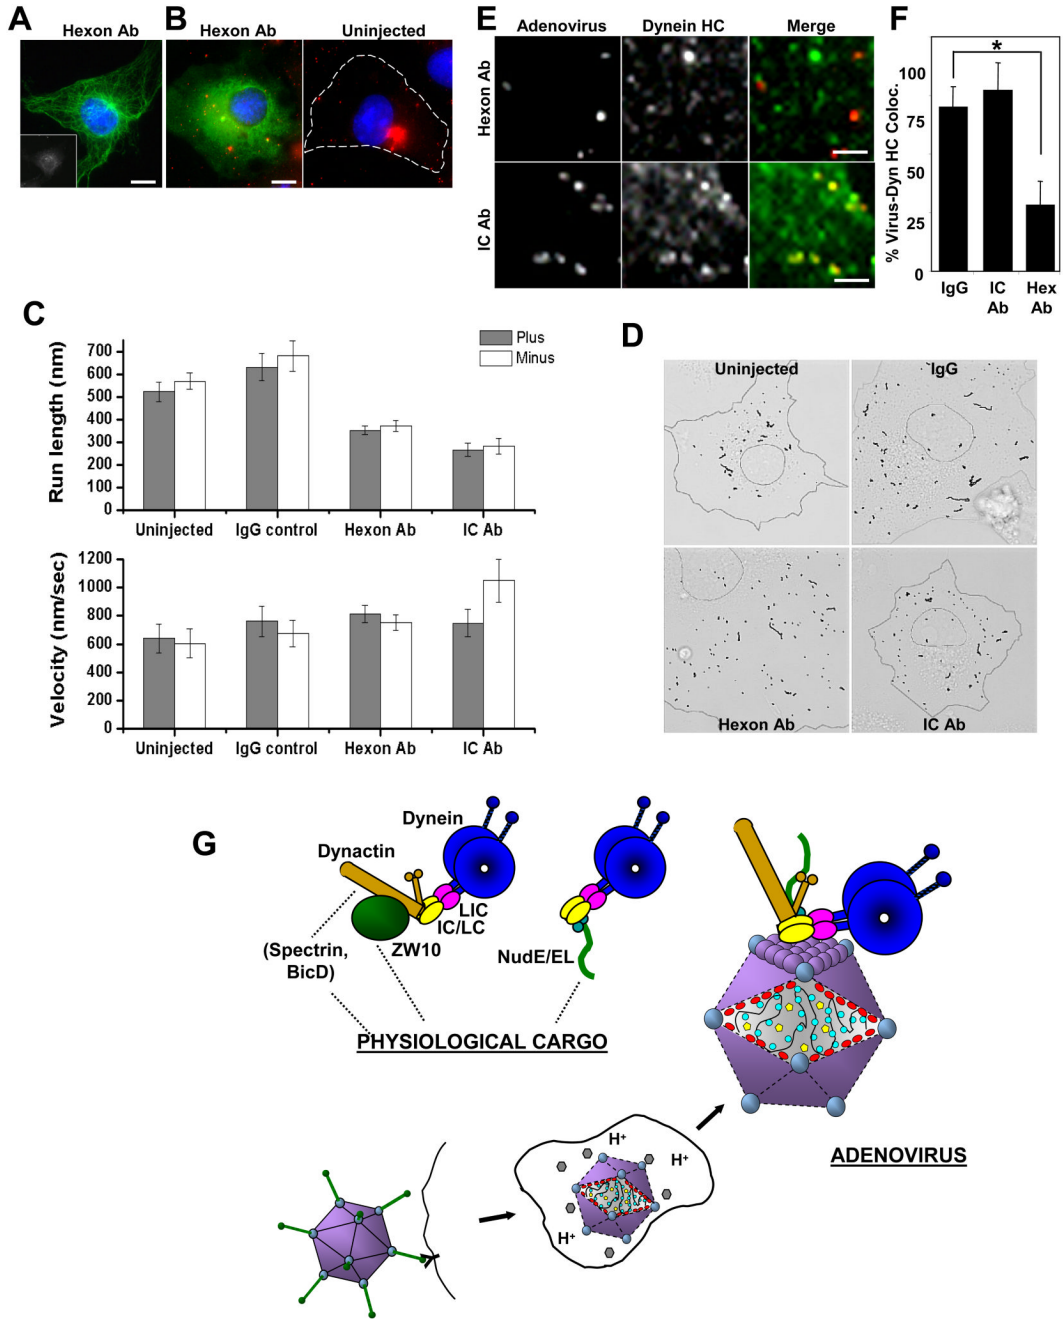 A
Hexon Ab
B
Hexon Ab
Uninjected
E
Adenovirus
Dynein HC
Merge
Hexon Ab
IC Ab
F
*
% Virus-Dyn HC Coloc.
100
75
50
25
0
IgG
IC
Ab
Hex
Ab
C
Plus
Minus
Run length (nm)
700
600
500
400
300
200
100
0
Uninjected
IgG control
Hexon Ab
IC Ab
Velocity (nm/sec)
1200
1000
800
600
400
200
0
Uninjected
IgG control
Hexon Ab
IC Ab
D
Uninjected
IgG
Hexon Ab
IC Ab
G
Dynein
Dynactin
LIC
IC/LC
ZW10
(Spectrin,
BicD)
NudE/EL
PHYSIOLOGICAL CARGO
H+
H+
H+
ADENOVIRUS